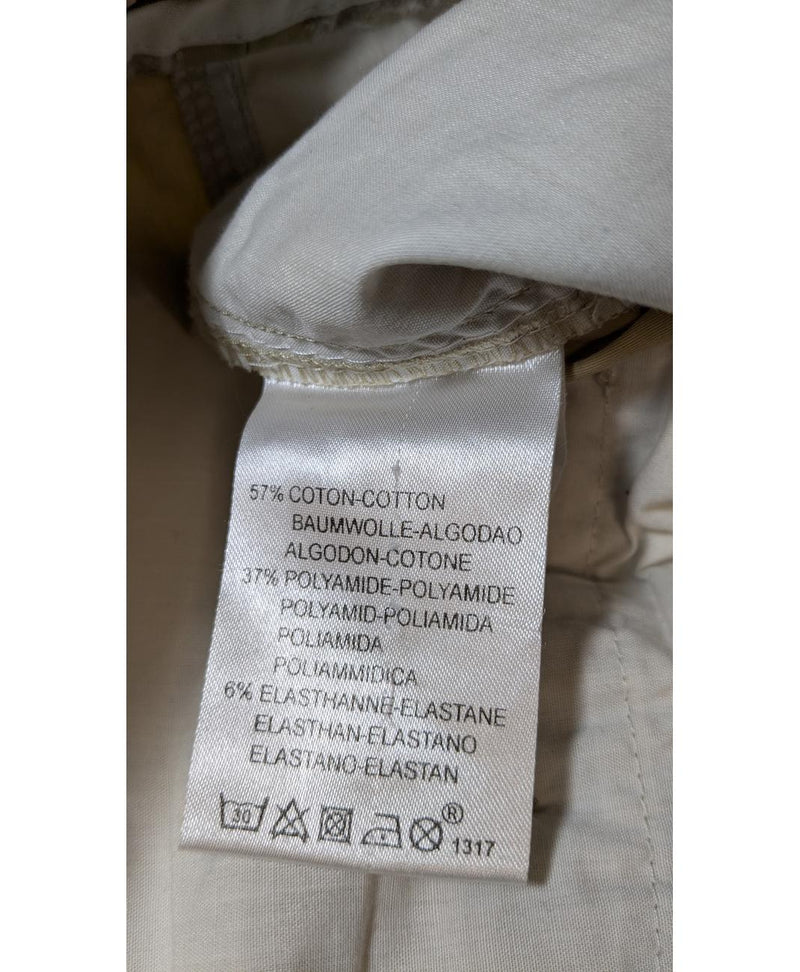 57% COTON-COTTON
BAUMWOLLE-ALGODAO
ALGODON-COTONE
37% POLYAMIDE-POLYAMIDE
POLYAMID-POLIAMIDA
POLIAMIDA
POLIAMMIDICA
6% ELASTHANNE-ELASTANE
ELASTHAN-ELASTANO
ELASTANO-ELASTAN
30 ® 1317